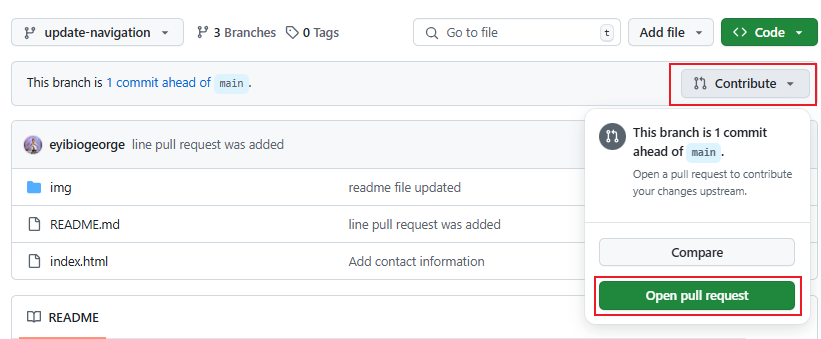 update-navigation 3 Branches 0 Tags Go to file t Add file Code
This branch is 1 commit ahead of main . Contribute
eyibiogeorge line pull request was added
img readme file updated
README.md line pull request was added
index.html Add contact information
README
This branch is 1 commit
ahead of main .
Open a pull request to contribute
your changes upstream.
Compare
Open pull request